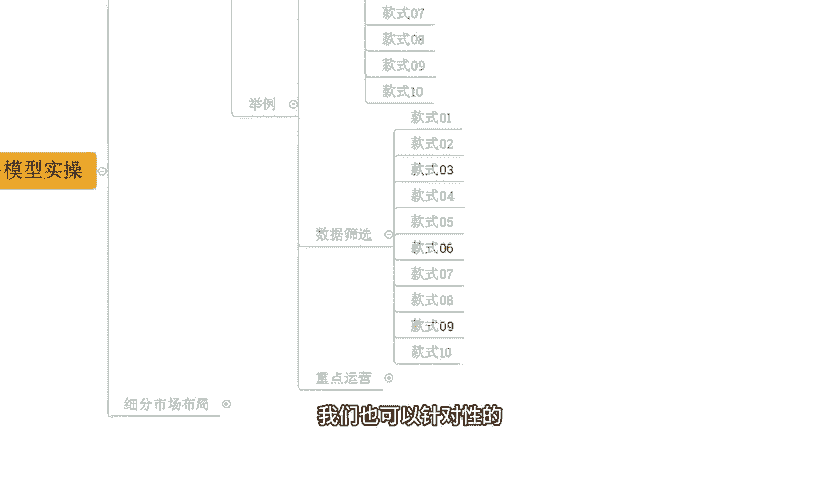 款式07
款式08
款式09
款式10
举例
款式01
款式02
模型实操
款式03
款式04
款式05
数据筛选
款式06
款式07
款式08
款式09
款式10
重点运营
细分市场布局
我们也可以针对性的